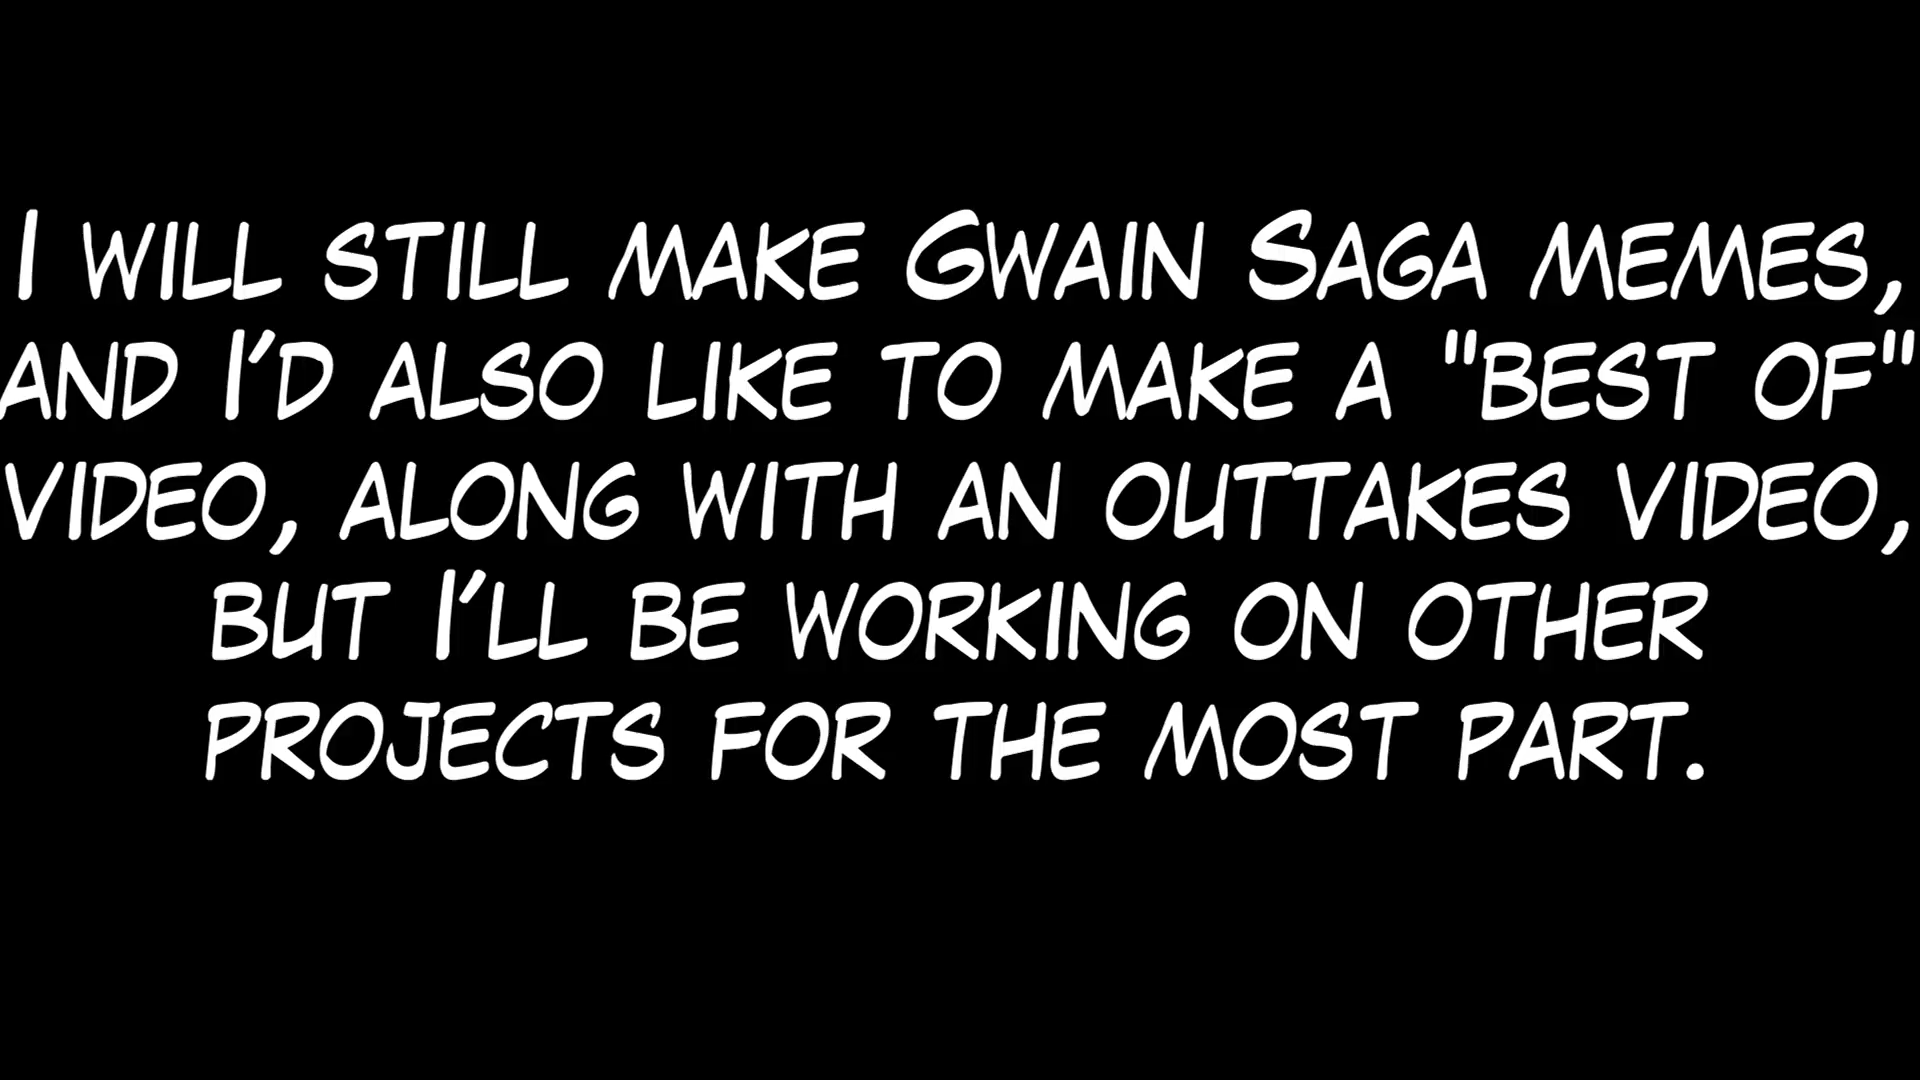 I will still make Gwain Saga memes,
and I'd also like to make a "best of"
video, along with an outtakes video,
but I'll be working on other
projects for the most part.